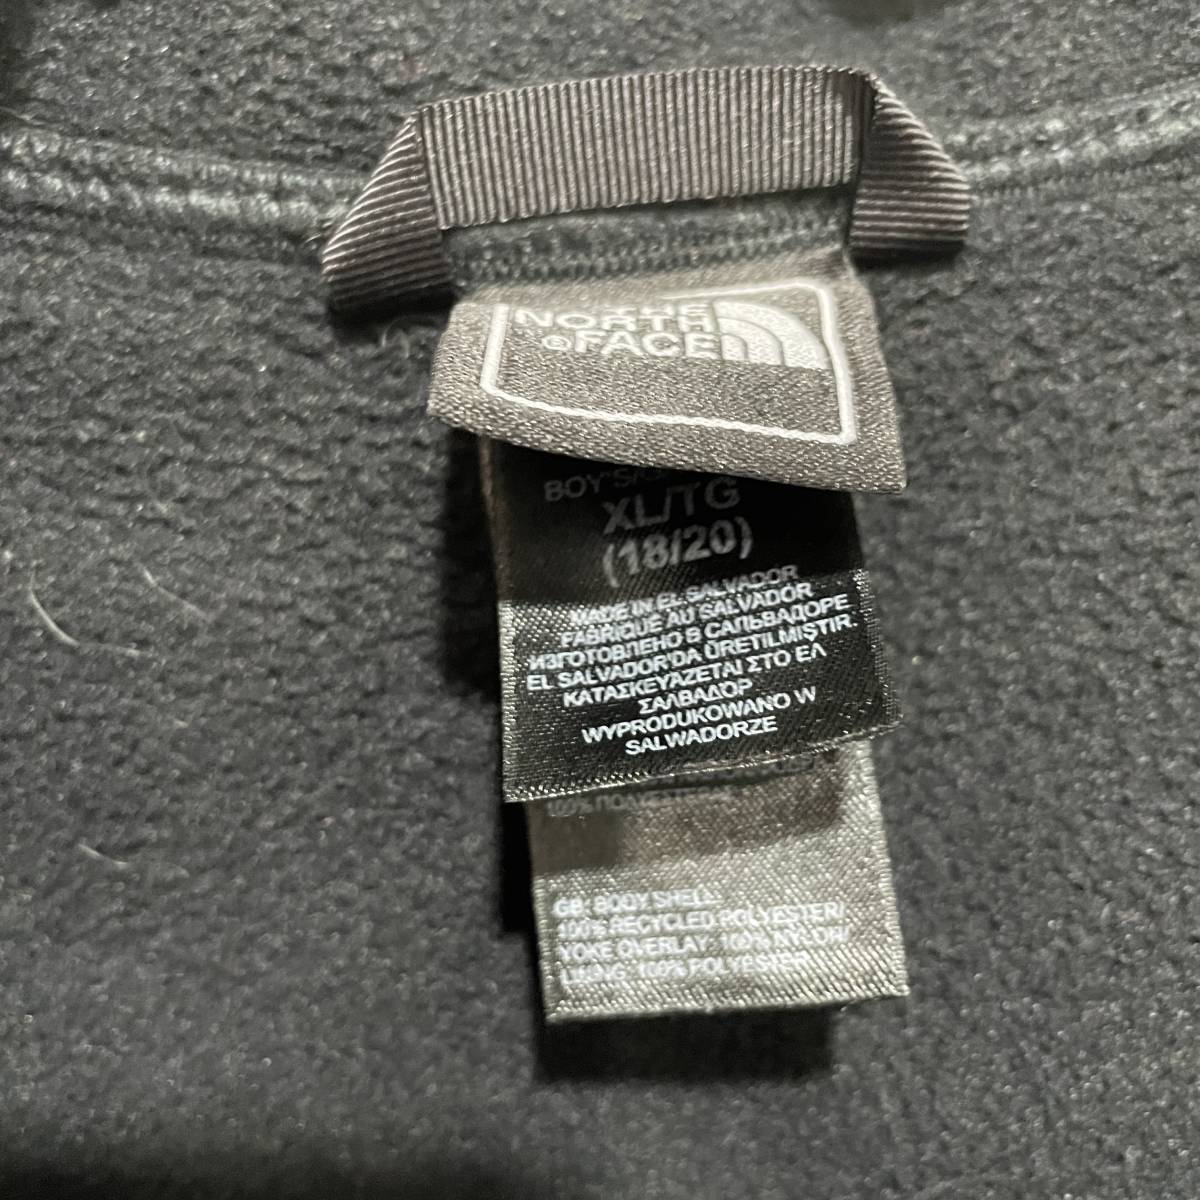 THE
NORTH
® FACE
BOY'S/
XL/TG
(18/20)
MADE IN EL SALVADOR
FABRIQUE AU SALVADOR
ИЗГОТОВЛЕНО В САЛЬВАДОРЕ
EL SALVADOR'DA ÜRETILMIŞTIR.
ΚΑΤΑΣΚΕΥΑΖΕΤΑΙ ΣΤΟ ΕΛ
ΣΑΛΒΑΔΟΡ
WYPRODUKOWANO W
SALWADORZE
GB: BODY SHELL:
100% RECYCLED POLYESTER/
YOKE OVERLAY: 100% NYLON/
LINING: 100% POLYESTER